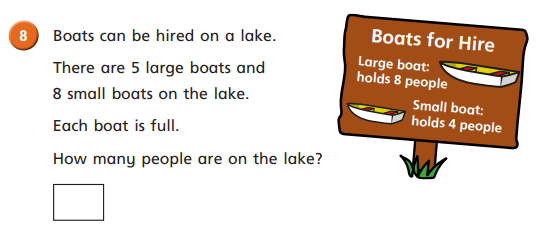 8 Boats can be hired on a lake.
There are 5 large boats and
8 small boats on the lake.
Each boat is full.
How many people are on the lake?
Boats for Hire
Large boat:
holds 8 people
Small boat:
holds 4 people